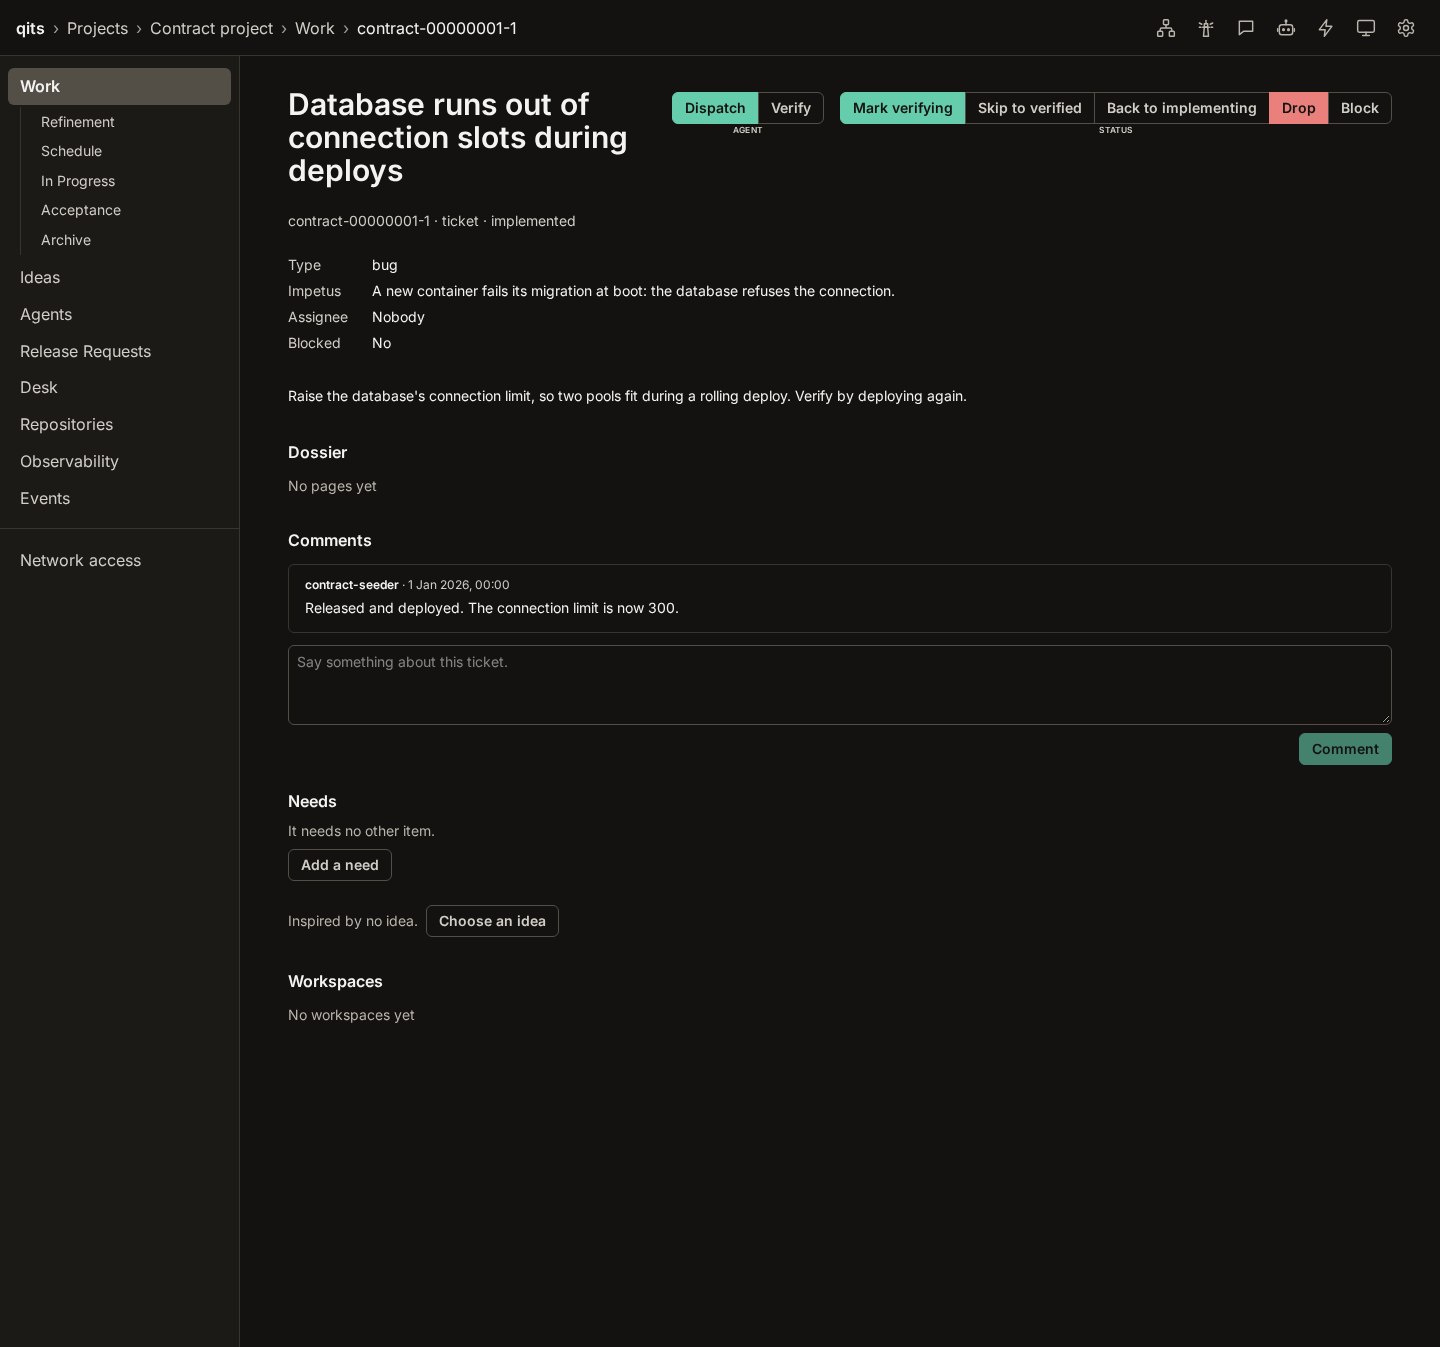 qits › Projects › Contract project › Work › contract-00000001-1
Work
Refinement
Schedule
In Progress
Acceptance
Archive
Ideas
Agents
Release Requests
Desk
Repositories
Observability
Events
Network access
Database runs out of
connection slots during
deploys
Dispatch Verify
AGENT
Mark verifying Skip to verified Back to implementing Drop Block
STATUS
contract-00000001-1 · ticket · implemented
Type bug
Impetus A new container fails its migration at boot: the database refuses the connection.
Assignee Nobody
Blocked No
Raise the database's connection limit, so two pools fit during a rolling deploy. Verify by deploying again.
Dossier
No pages yet
Comments
contract-seeder · 1 Jan 2026, 00:00
Released and deployed. The connection limit is now 300.
Say something about this ticket.
Comment
Needs
It needs no other item.
Add a need
Inspired by no idea. Choose an idea
Workspaces
No workspaces yet